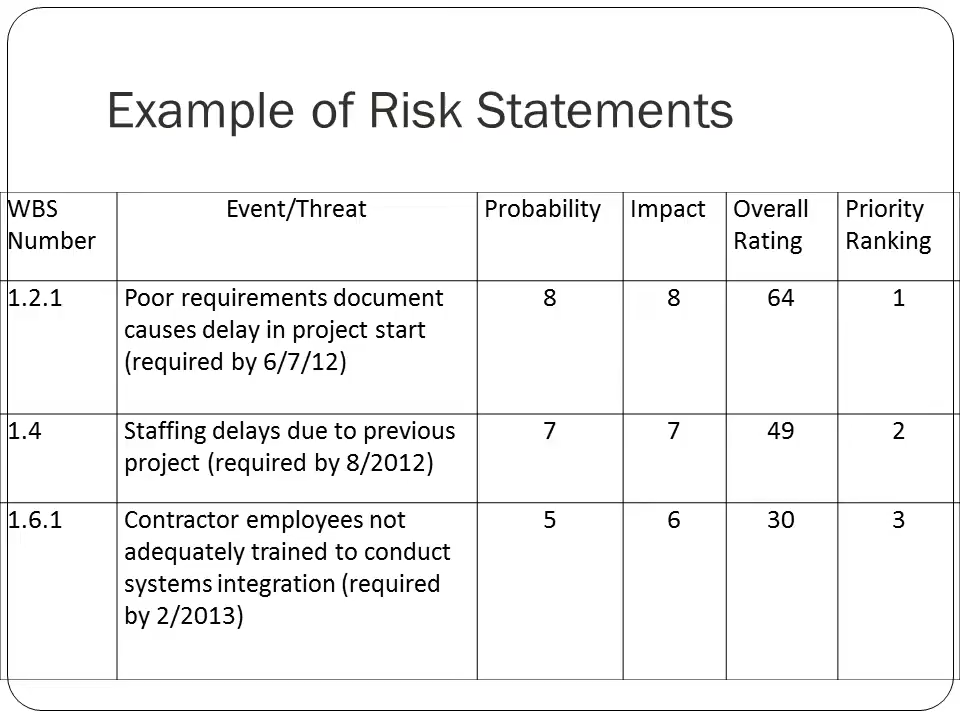 Example of Risk Statements
WBS Number | Event/Threat | Probability | Impact | Overall Rating | Priority Ranking
1.2.1 | Poor requirements document causes delay in project start (required by 6/7/12) | 8 | 8 | 64 | 1
1.4 | Staffing delays due to previous project (required by 8/2012) | 7 | 7 | 49 | 2
1.6.1 | Contractor employees not adequately trained to conduct systems integration (required by 2/2013) | 5 | 6 | 30 | 3